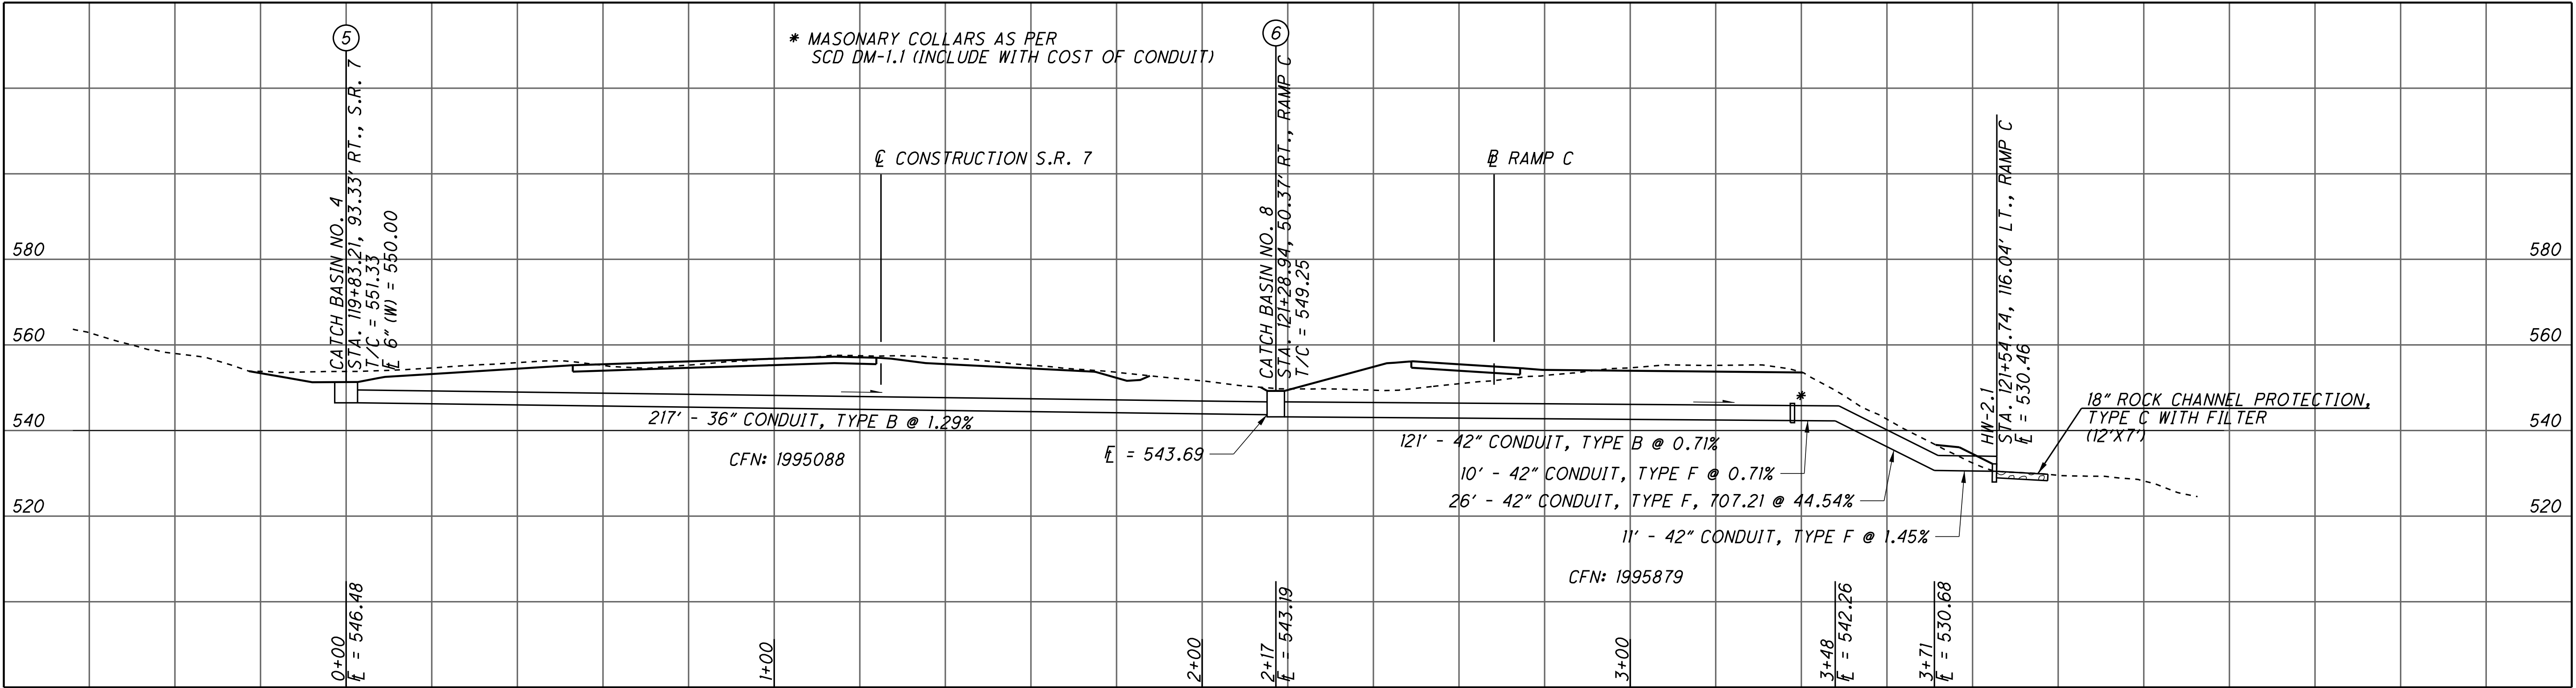 5
CATCH BASIN NO. 4
STA. 119+83.21, 93.33' RT., S.R. 7
T/C = 551.33
℄ 6" (W) = 550.00
* MASONARY COLLARS AS PER
SCD DM-1.1 (INCLUDE WITH COST OF CONDUIT)
℄ CONSTRUCTION S.R. 7
6
CATCH BASIN NO. 8
STA. 121+28.94, 50.37' RT., RAMP C
T/C = 549.25
RAMP C
HW-2.1
STA. 121+54.74, 116.04' LT., RAMP C
= 530.46
580
580
560
560
540
540
520
520
217' - 36" CONDUIT, TYPE B @ 1.29%
CFN: 1995088
= 543.69
*
121' - 42" CONDUIT, TYPE B @ 0.71%
10' - 42" CONDUIT, TYPE F @ 0.71%
26' - 42" CONDUIT, TYPE F, 707.21 @ 44.54%
11' - 42" CONDUIT, TYPE F @ 1.45%
CFN: 1995879
18" ROCK CHANNEL PROTECTION,
TYPE C WITH FILTER
(12'X7')
0+00
= 546.48
1+00
2+00
2+17
= 543.19
3+00
3+48
= 542.26
3+71
= 530.68